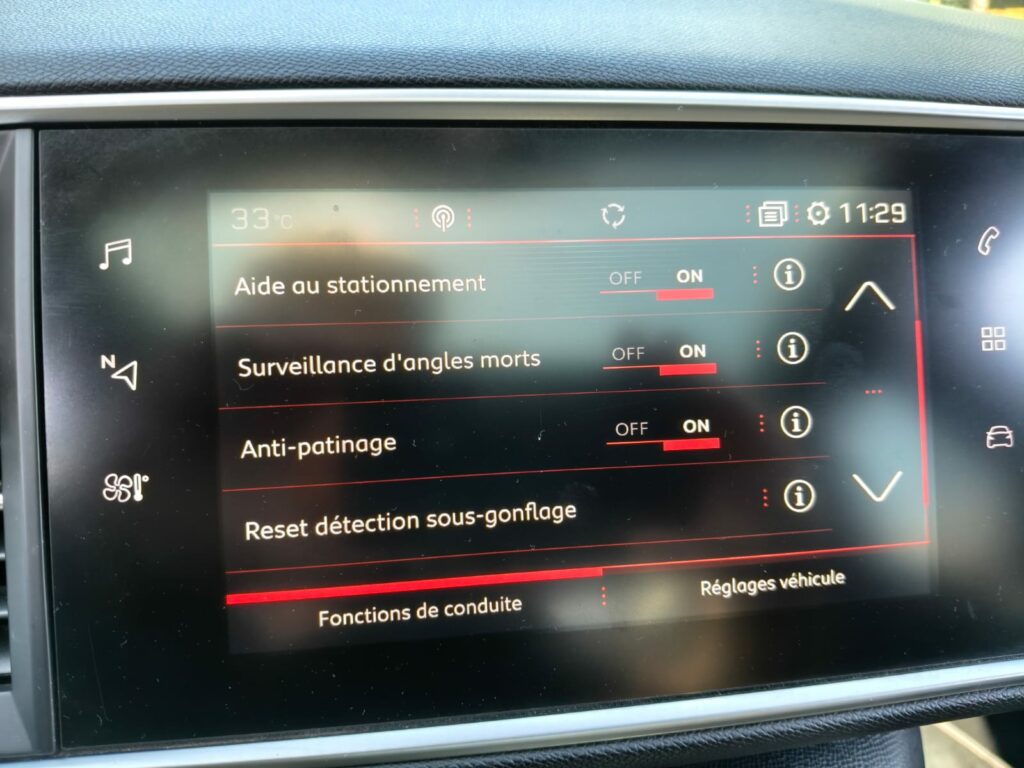 33°C 11:29
Aide au stationnement OFF ON
Surveillance d'angles morts OFF ON
Anti-patinage OFF ON
Reset détection sous-gonflage
Fonctions de conduite Réglages véhicule
N